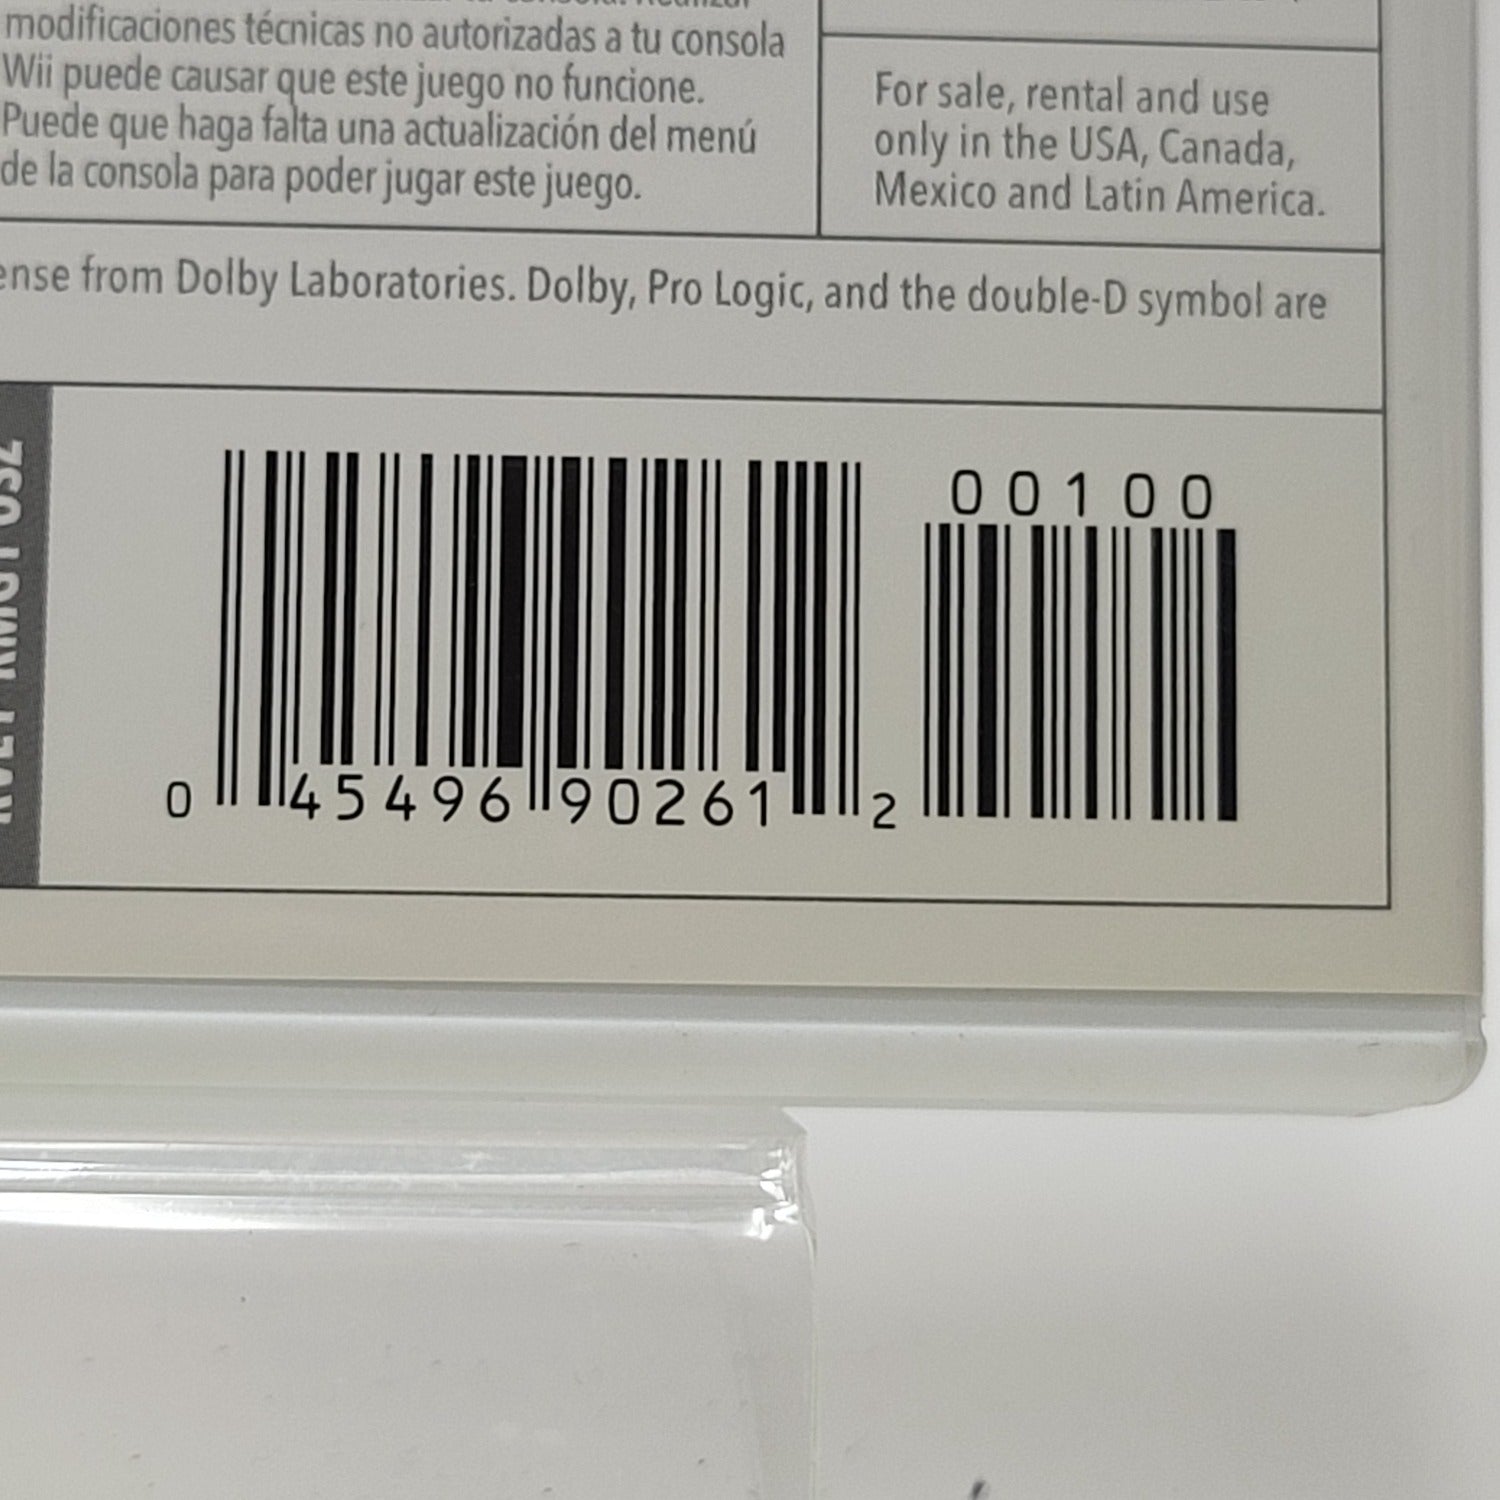 modificaciones técnicas no autorizadas a tu consola
Wii puede causar que este juego no funcione.
Puede que haga falta una actualización del menú
de la consola para poder jugar este juego.
For sale, rental and use
only in the USA, Canada,
Mexico and Latin America.
from Dolby Laboratories. Dolby, Pro Logic, and the double-D symbol are
00100
0 45496 90261 2